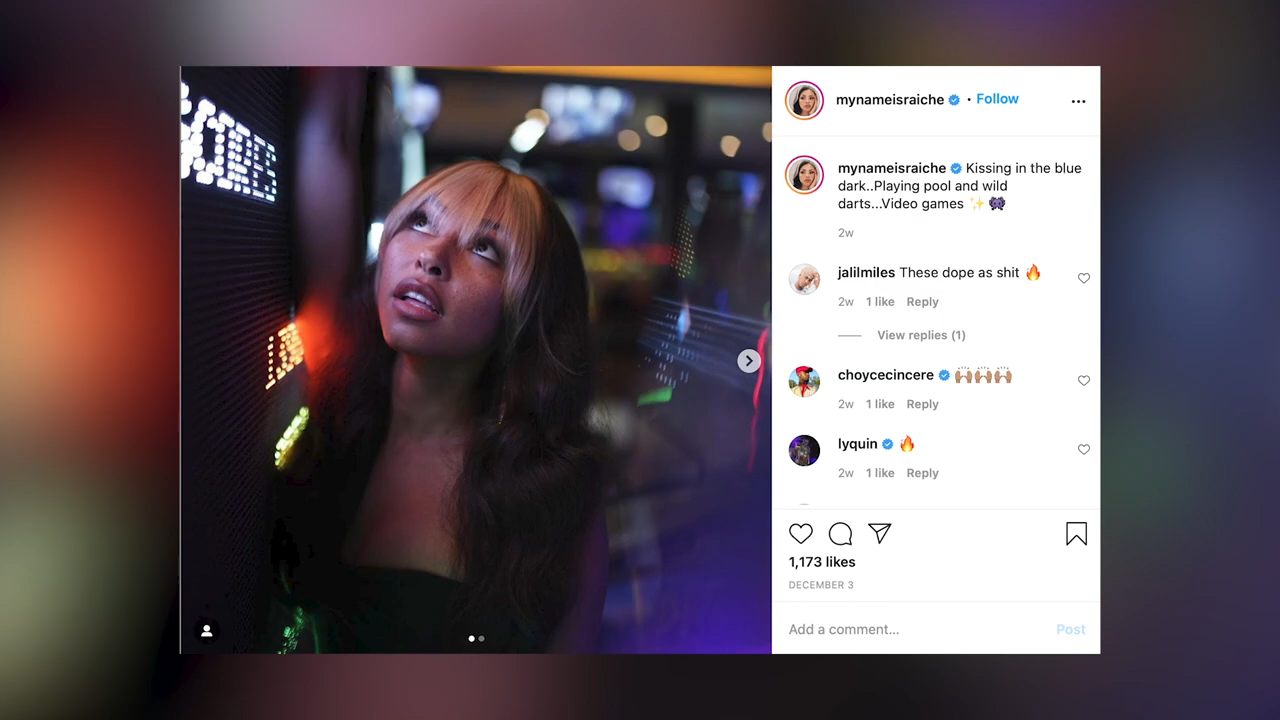 mynameisraiche • Follow
mynameisraiche Kissing in the blue
dark..Playing pool and wild
darts...Video games ✨ 👾
2w
jalilmiles These dope as shit 🔥
2w 1 like Reply
View replies (1)
choycecincere 🙌🏽🙌🏽🙌🏽
2w 1 like Reply
lyquin 🔥
2w 1 like Reply
1,173 likes
DECEMBER 3
Add a comment... Post